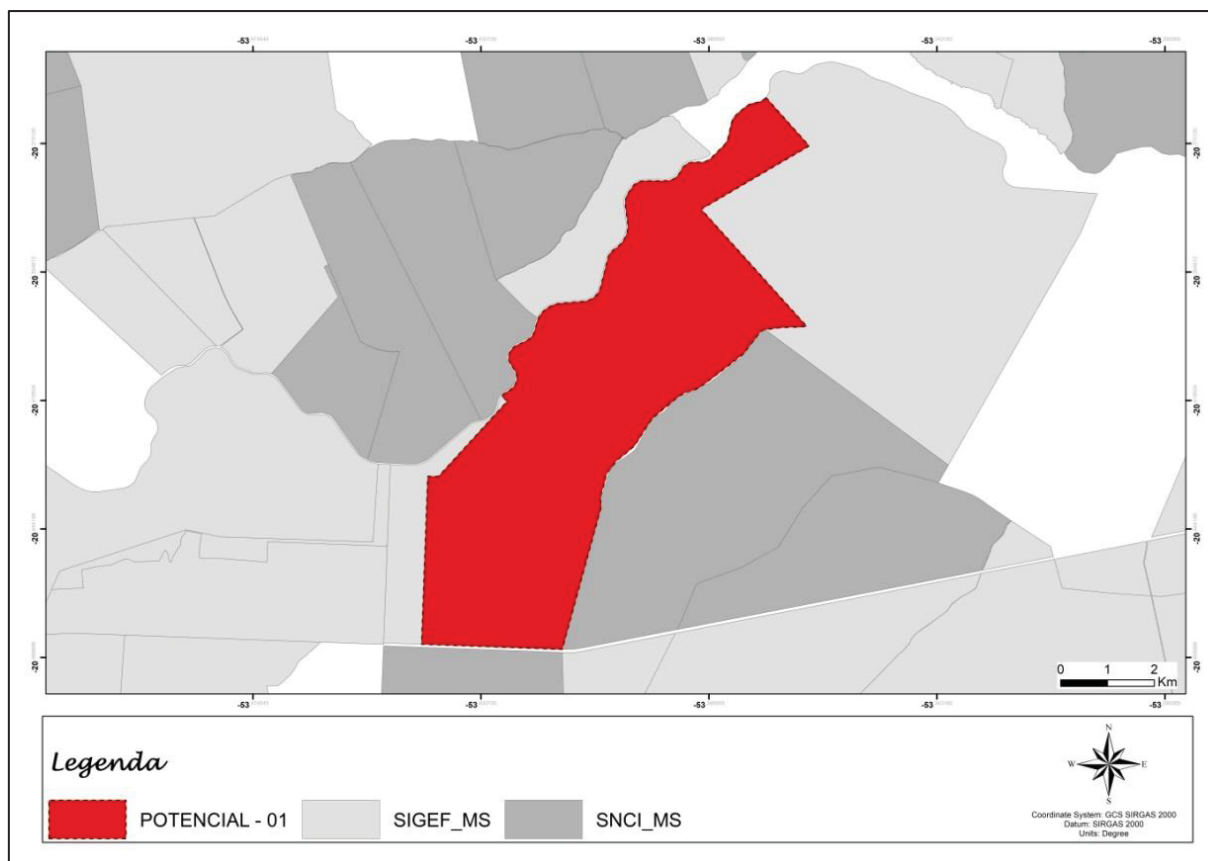 -53 -53 -53 -53 -53
-20 -20
-20 -20
-20 -20
-20 -20
-20 -20
0 1 2
Km
-53 -53 -53 -53 -53
Legenda
POTENCIAL - 01 SIGEF_MS SNCI_MS
N
W E
S
Coordinate System: GCS SIRGAS 2000
Datum: SIRGAS 2000
Units: Degree